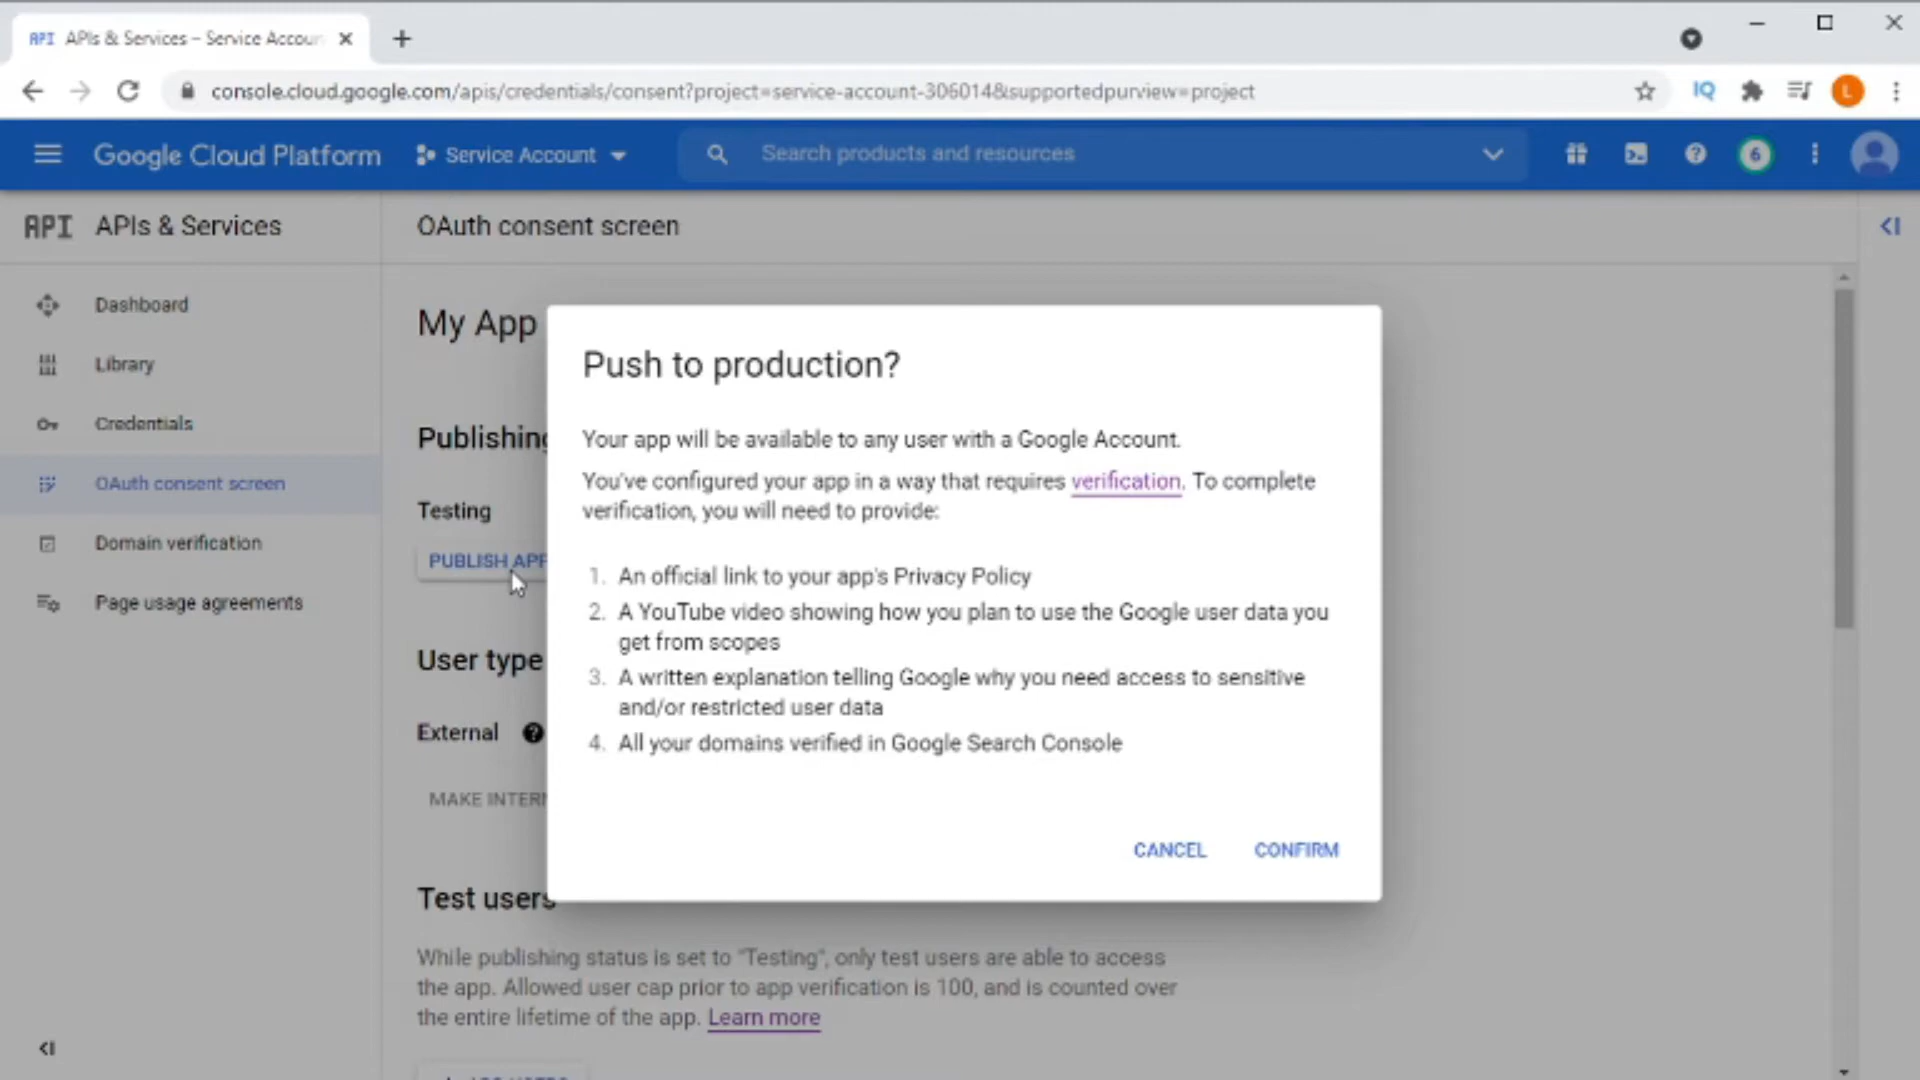 API APIs & Services – Service Accoun
console.cloud.google.com/apis/credentials/consent?project=service-account-306014&supportedpurview=project
IQ
L
Google Cloud Platform
Service Account
Search products and resources
6
API APIs & Services
OAuth consent screen
Dashboard
Library
Credentials
OAuth consent screen
Domain verification
Page usage agreements
My App
Publishing
Testing
PUBLISH APP
User type
External
MAKE INTERN
Test users
While publishing status is set to "Testing", only test users are able to access
the app. Allowed user cap prior to app verification is 100, and is counted over
the entire lifetime of the app. Learn more
Push to production?
Your app will be available to any user with a Google Account.
You've configured your app in a way that requires verification. To complete
verification, you will need to provide:
1. An official link to your app's Privacy Policy
2. A YouTube video showing how you plan to use the Google user data you
get from scopes
3. A written explanation telling Google why you need access to sensitive
and/or restricted user data
4. All your domains verified in Google Search Console
CANCEL
CONFIRM